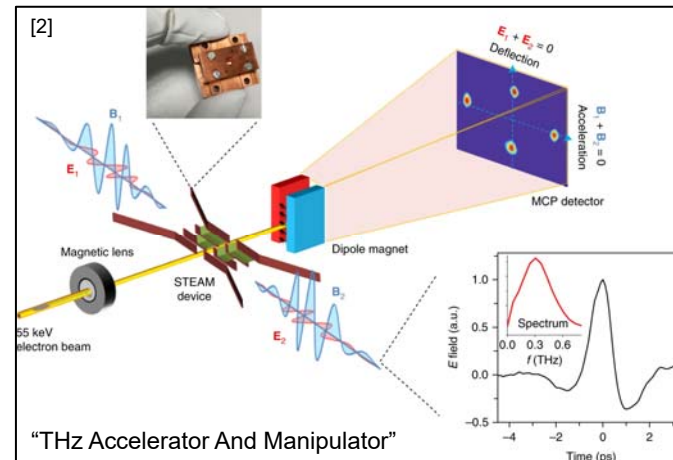 [2]
E₁ + E₂ = 0
Deflection
B₁ + B₂ = 0
Acceleration
MCP detector
B₁
E₁
Magnetic lens
STEAM
device
Dipole magnet
B₂
E₂
55 keV
electron beam
E field (a.u.)
1.0
0.5
0.0
−0.5
Spectrum
0.0 0.3 0.6
f (THz)
−4 −2 0 2
Time (ps)
“THz Accelerator And Manipulator”